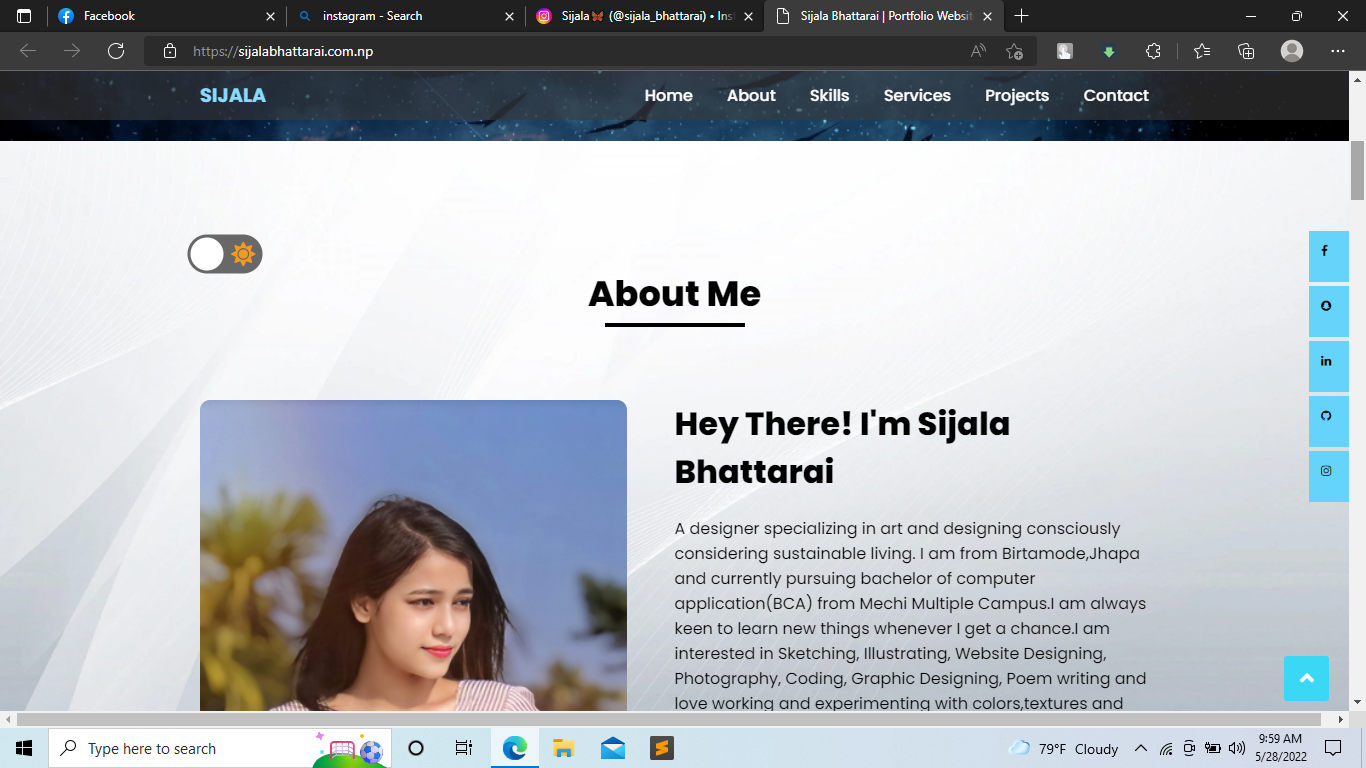 Facebook
instagram - Search
Sijala🦋 (@sijala_bhattarai) • Ins
Sijala Bhattarai | Portfolio Websit
https://sijalabhattarai.com.np
SIJALA
Home About Skills Services Projects Contact
About Me
Hey There! I'm Sijala
Bhattarai
A designer specializing in art and designing consciously
considering sustainable living. I am from Birtamode,Jhapa
and currently pursuing bachelor of computer
application(BCA) from Mechi Multiple Campus.I am always
keen to learn new things whenever I get a chance.I am
interested in Sketching, Illustrating, Website Designing,
Photography, Coding, Graphic Designing, Poem writing and
love working and experimenting with colors,textures and
Type here to search
79°F Cloudy
9:59 AM
5/28/2022